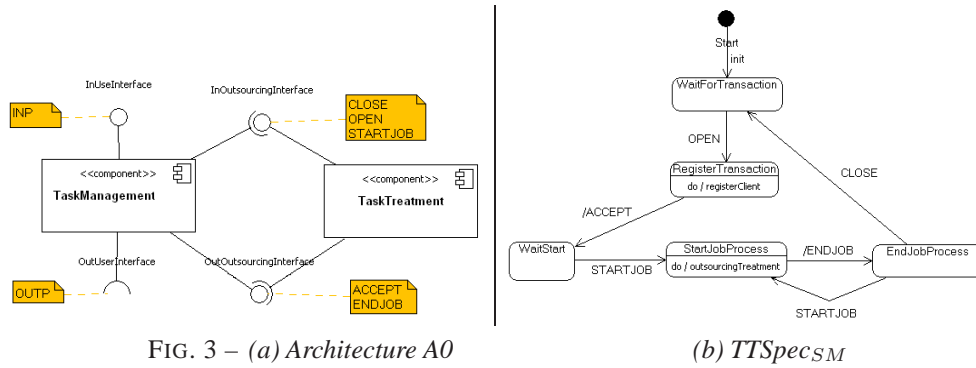 InUseInterface
InOutsourcingInterface
INP
CLOSE
OPEN
STARTJOB
<<component>>
TaskManagement
<<component>>
TaskTreatment
OutUserInterface
OutOutsourcingInterface
OUTP
ACCEPT
ENDJOB
Start
init
WaitForTransaction
OPEN
RegisterTransaction
do / registerClient
CLOSE
/ACCEPT
WaitStart
STARTJOB
StartJobProcess
do / outsourcingTreatment
/ENDJOB
EndJobProcess
STARTJOB
FIG. 3 – (a) Architecture A0 (b) TTSpecSM